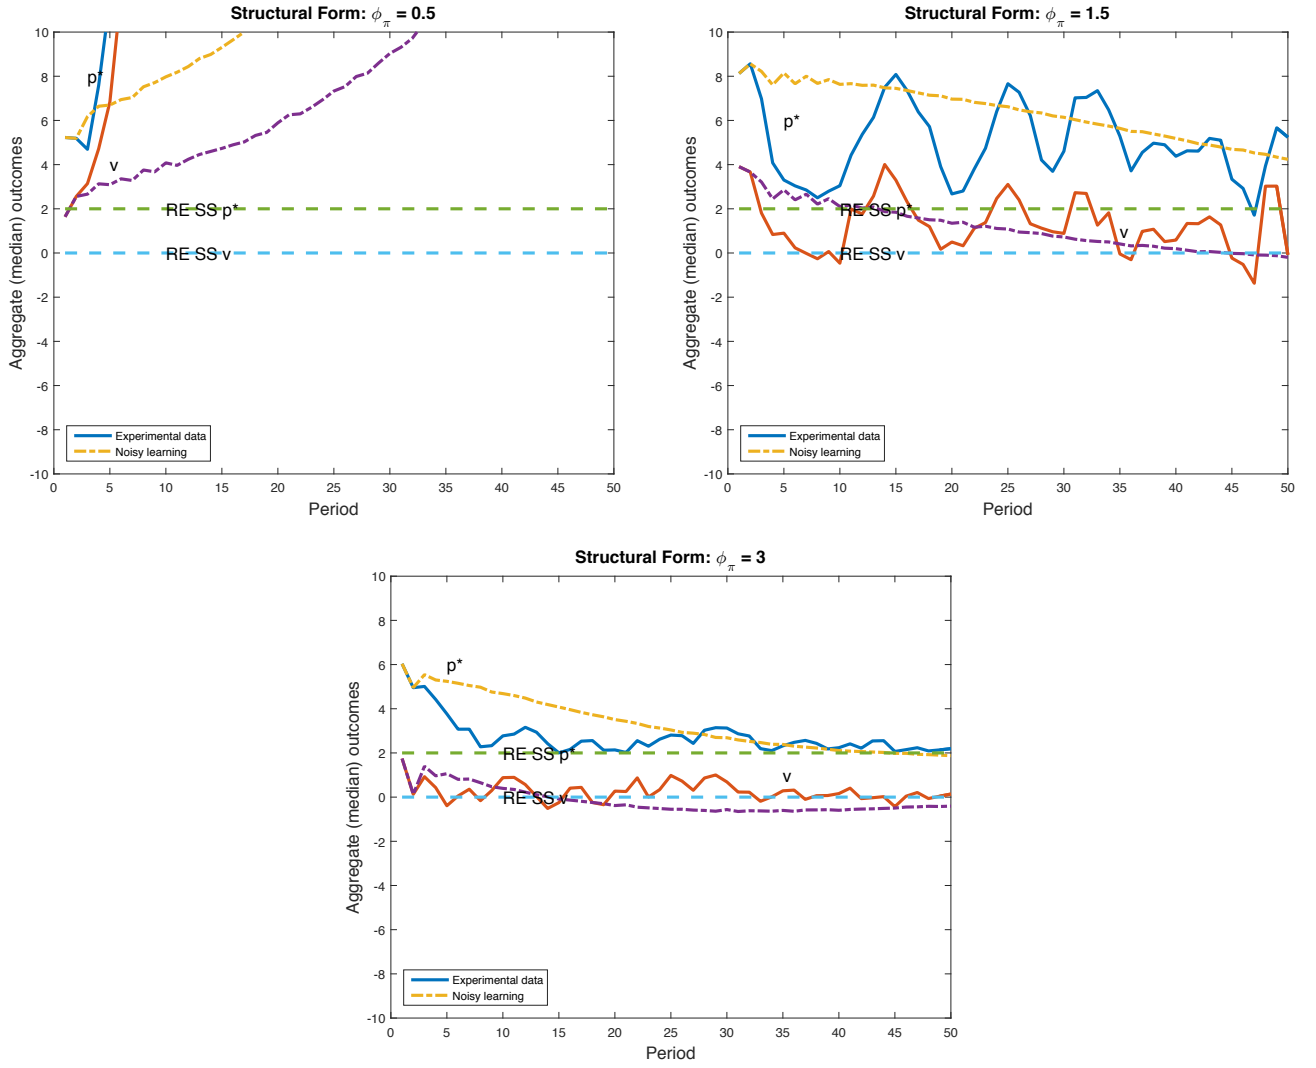 Structural Form: ϕ_π = 0.5
Aggregate (median) outcomes
10
8
6
4
2
0
-2
-4
-6
-8
-10
p*
v
RE SS p*
RE SS v
Experimental data
Noisy learning
0 5 10 15 20 25 30 35 40 45 50
Period
Structural Form: ϕ_π = 1.5
Aggregate (median) outcomes
10
8
6
4
2
0
-2
-4
-6
-8
-10
p*
RE SS p*
v
RE SS v
Experimental data
Noisy learning
0 5 10 15 20 25 30 35 40 45 50
Period
Structural Form: ϕ_π = 3
Aggregate (median) outcomes
10
8
6
4
2
0
-2
-4
-6
-8
-10
p*
RE SS p*
v
RE SS v
Experimental data
Noisy learning
0 5 10 15 20 25 30 35 40 45 50
Period